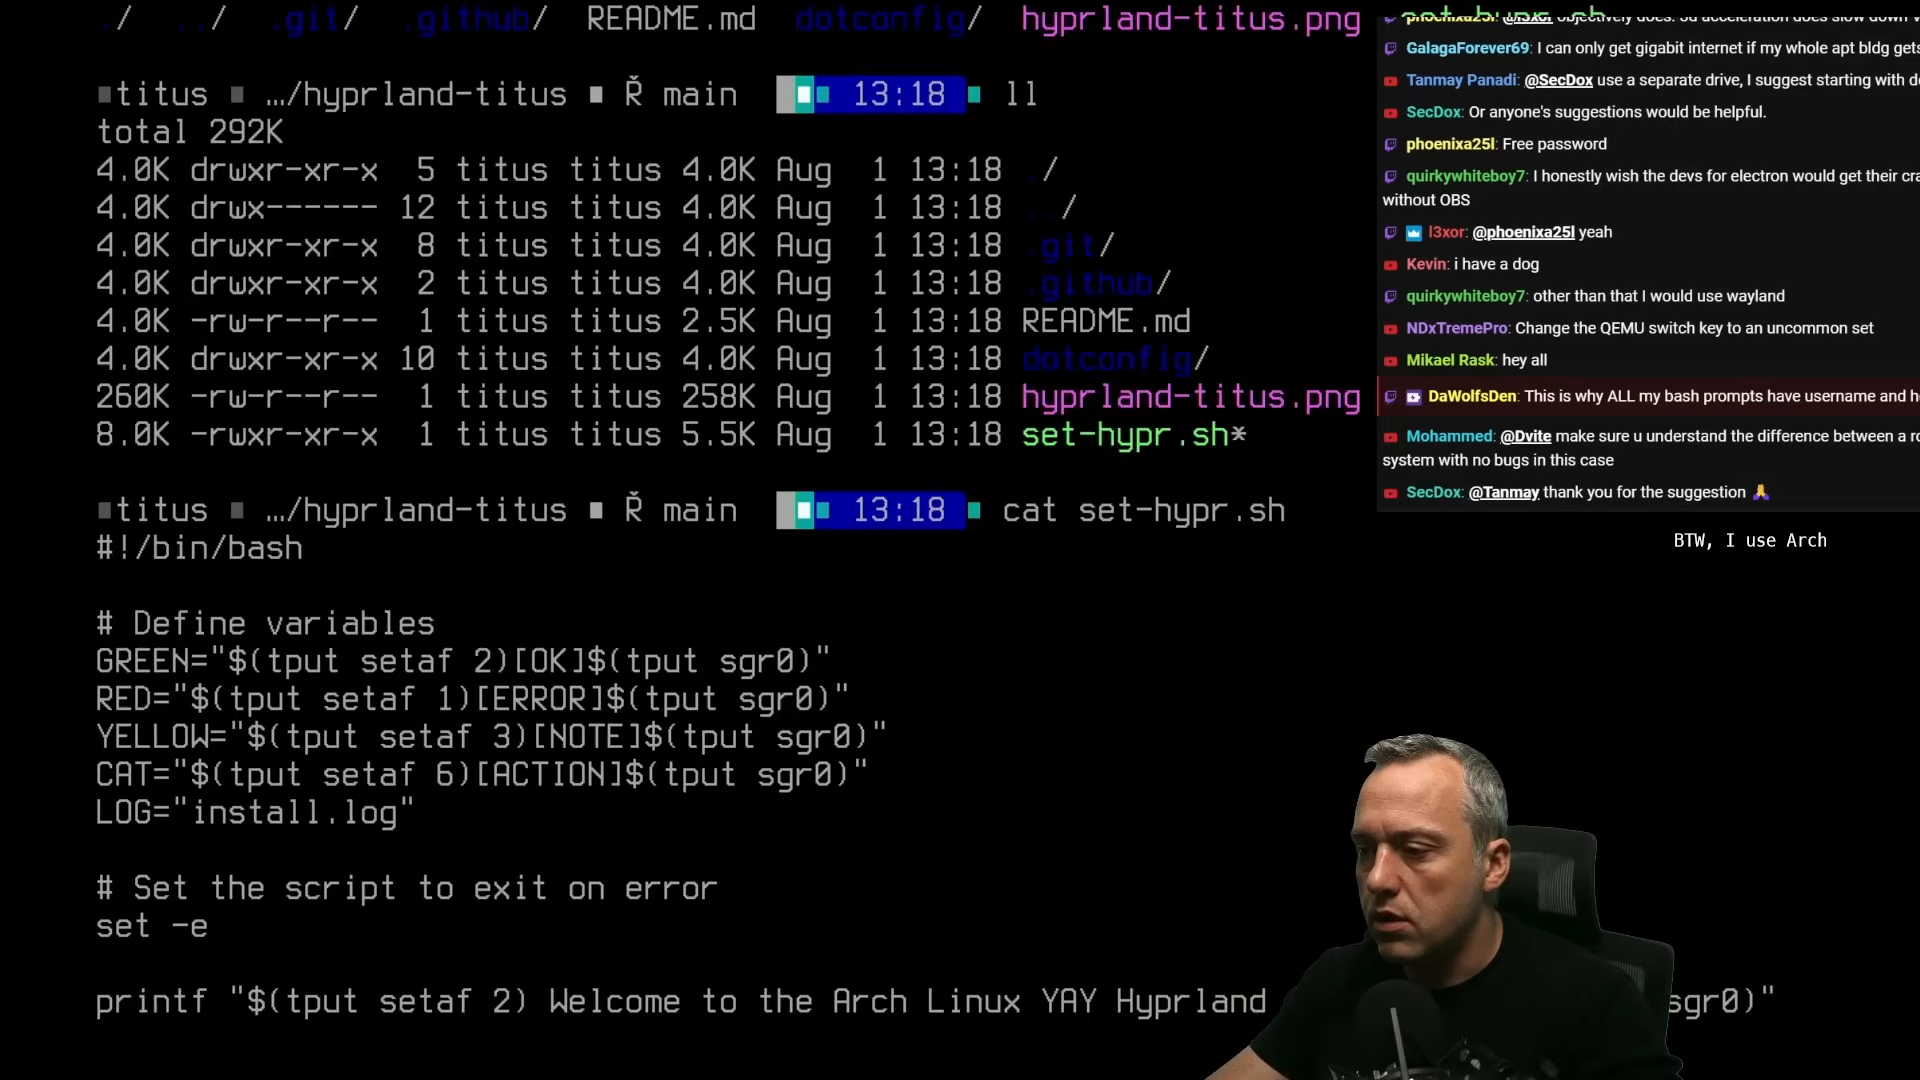 ./ ../ .git/ .github/ README.md dotconfig/ hyprland-titus.png set-hypr.sh
titus …/hyprland-titus Ř main 13:18 ll
total 292K
4.0K drwxr-xr-x 5 titus titus 4.0K Aug 1 13:18 ./
4.0K drwx------ 12 titus titus 4.0K Aug 1 13:18 ../
4.0K drwxr-xr-x 8 titus titus 4.0K Aug 1 13:18 .git/
4.0K drwxr-xr-x 2 titus titus 4.0K Aug 1 13:18 .github/
4.0K -rw-r--r-- 1 titus titus 2.5K Aug 1 13:18 README.md
4.0K drwxr-xr-x 10 titus titus 4.0K Aug 1 13:18 dotconfig/
260K -rw-r--r-- 1 titus titus 258K Aug 1 13:18 hyprland-titus.png
8.0K -rwxr-xr-x 1 titus titus 5.5K Aug 1 13:18 set-hypr.sh*
titus …/hyprland-titus Ř main 13:18 cat set-hypr.sh
#!/bin/bash
# Define variables
GREEN="$(tput setaf 2)[OK]$(tput sgr0)"
RED="$(tput setaf 1)[ERROR]$(tput sgr0)"
YELLOW="$(tput setaf 3)[NOTE]$(tput sgr0)"
CAT="$(tput setaf 6)[ACTION]$(tput sgr0)"
LOG="install.log"
# Set the script to exit on error
set -e
printf "$(tput setaf 2) Welcome to the Arch Linux YAY Hyprland sgr0)"
phoenixa25l: @l3xor objectively does. 3d acceleration does slow down
GalagaForever69: I can only get gigabit internet if my whole apt bldg gets
Tanmay Panadi: @SecDox use a separate drive, I suggest starting with
SecDox: Or anyone's suggestions would be helpful.
phoenixa25l: Free password
quirkywhiteboy7: I honestly wish the devs for electron would get their
without OBS
l3xor: @phoenixa25l yeah
Kevin: i have a dog
quirkywhiteboy7: other than that I would use wayland
NDxTremePro: Change the QEMU switch key to an uncommon set
Mikael Rask: hey all
DaWolfsDen: This is why ALL my bash prompts have username and
Mohammed: @Dvite make sure u understand the difference between a
system with no bugs in this case
SecDox: @Tanmay thank you for the suggestion 🙏
BTW, I use Arch